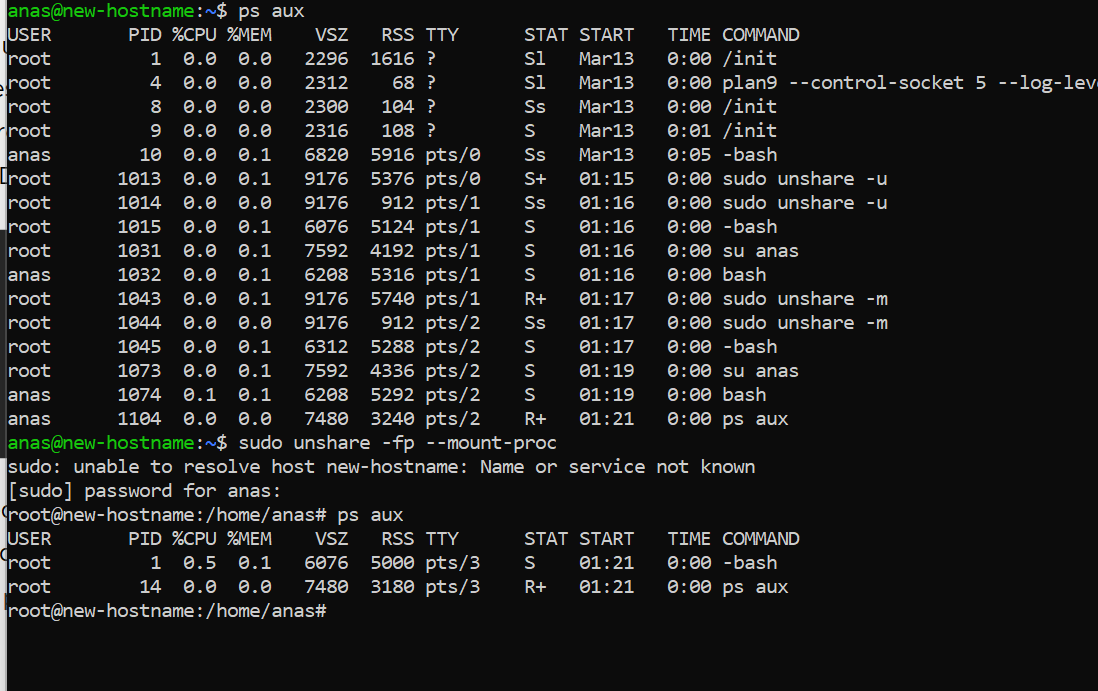 anas@new-hostname:~$ ps aux
USER       PID %CPU %MEM    VSZ   RSS TTY    STAT START   TIME COMMAND
root         1  0.0  0.0   2296  1616 ?      Sl   Mar13   0:00 /init
root         4  0.0  0.0   2312    68 ?      Sl   Mar13   0:00 plan9 --control-socket 5 --log-leve
root         8  0.0  0.0   2300   104 ?      Ss   Mar13   0:00 /init
root         9  0.0  0.0   2316   108 ?      S    Mar13   0:01 /init
anas        10  0.0  0.1   6820  5916 pts/0  Ss   Mar13   0:05 -bash
root      1013  0.0  0.1   9176  5376 pts/0  S+   01:15   0:00 sudo unshare -u
root      1014  0.0  0.0   9176   912 pts/1  Ss   01:16   0:00 sudo unshare -u
root      1015  0.0  0.1   6076  5124 pts/1  S    01:16   0:00 -bash
root      1031  0.0  0.1   7592  4192 pts/1  S    01:16   0:00 su anas
anas      1032  0.0  0.1   6208  5316 pts/1  S    01:16   0:00 bash
root      1043  0.0  0.1   9176  5740 pts/1  R+   01:17   0:00 sudo unshare -m
root      1044  0.0  0.0   9176   912 pts/2  Ss   01:17   0:00 sudo unshare -m
root      1045  0.0  0.1   6312  5288 pts/2  S    01:17   0:00 -bash
root      1073  0.0  0.1   7592  4336 pts/2  S    01:19   0:00 su anas
anas      1074  0.1  0.1   6208  5292 pts/2  S    01:19   0:00 bash
anas      1104  0.0  0.0   7480  3240 pts/2  R+   01:21   0:00 ps aux
anas@new-hostname:~$ sudo unshare -fp --mount-proc
sudo: unable to resolve host new-hostname: Name or service not known
[sudo] password for anas:
root@new-hostname:/home/anas# ps aux
USER       PID %CPU %MEM    VSZ   RSS TTY    STAT START   TIME COMMAND
root         1  0.5  0.1   6076  5000 pts/3  S    01:21   0:00 -bash
root        14  0.0  0.0   7480  3180 pts/3  R+   01:21   0:00 ps aux
root@new-hostname:/home/anas#